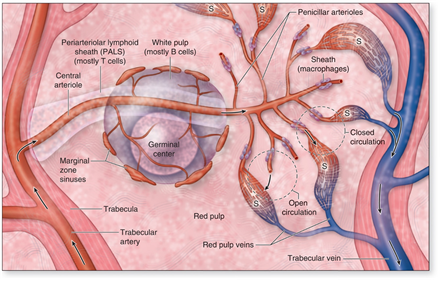 S
S
Penicillar arterioles
Periarteriolar lymphoid
sheath (PALS)
(mostly T cells)
White pulp
(mostly B cells)
S
Central
arteriole
Sheath
(macrophages)
S
Closed
circulation
Germinal
center
Marginal
zone
sinuses
S
S
Open
circulation
Trabecula
Red pulp
Trabecular
artery
Red pulp veins
Trabecular vein